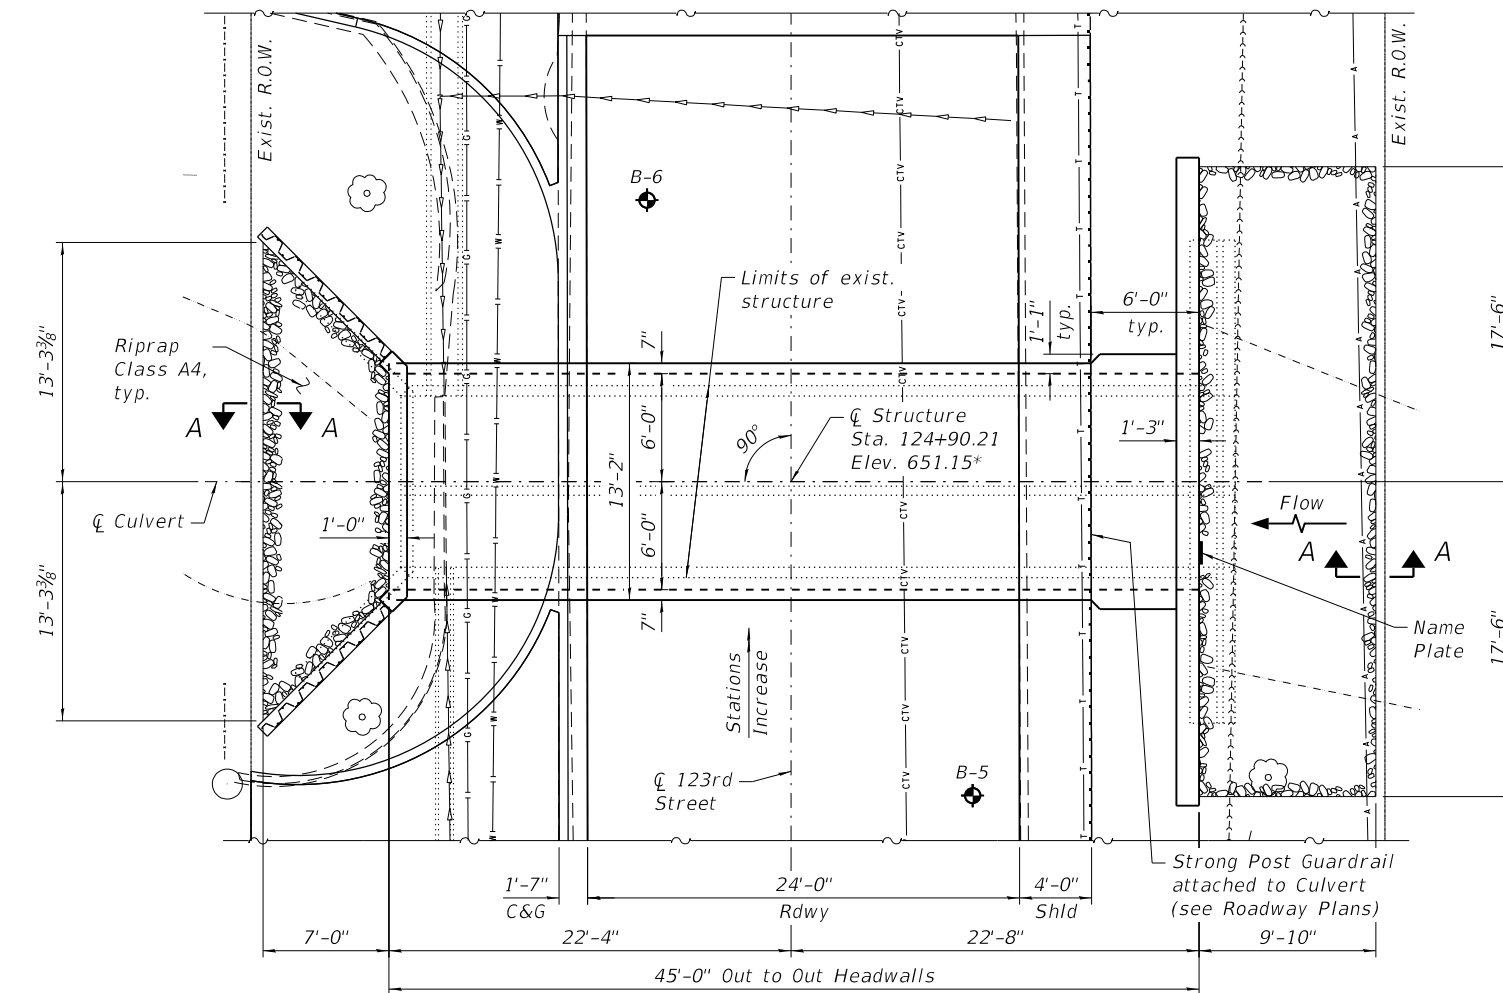 Exist. R.O.W.
Exist. R.O.W.
G
W
CTV
T
A
B-6
Limits of exist.
structure
1'-1"
typ.
6'-0"
typ.
17'-6"
13'-3⅜"
Riprap
Class A4,
typ.
7"
6'-0"
90°
℄ Structure
Sta. 124+90.21
Elev. 651.15*
1'-3"
A A
13'-2"
℄ Culvert
1'-0"
6'-0"
Flow
A A
13'-3⅜"
7"
17'-6"
Name
Plate
Stations
Increase
℄ 123rd
Street
B-5
Strong Post Guardrail
attached to Culvert
(see Roadway Plans)
1'-7"
C&G
24'-0"
Rdwy
4'-0"
Shld
7'-0"
22'-4"
22'-8"
9'-10"
45'-0" Out to Out Headwalls